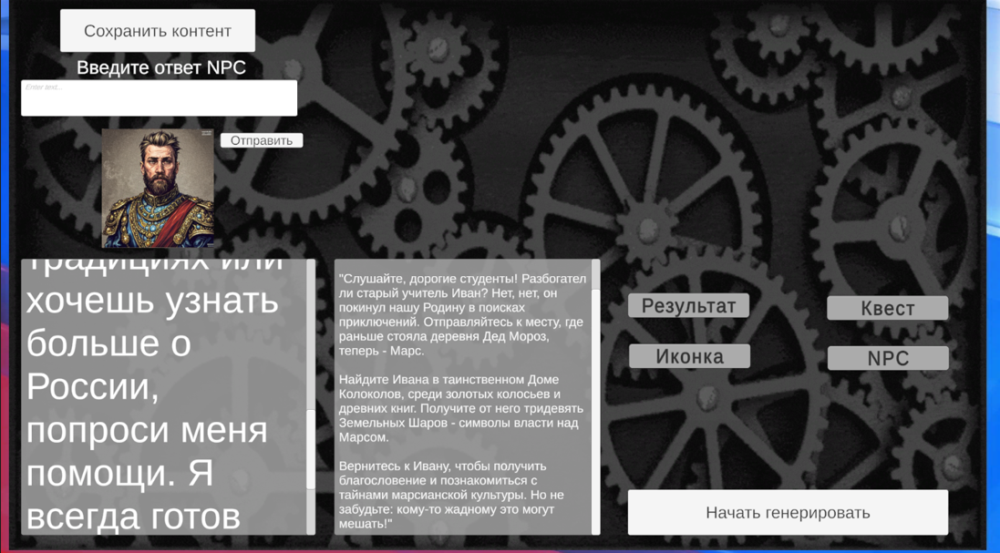 Сохранить контент
Введите ответ NPC
Enter text...
Отправить
традициях или
хочешь узнать
больше о
России,
попроси меня
помощи. Я
всегда готов
"Слушайте, дорогие студенты! Разбогател
ли старый учитель Иван? Нет, нет, он
покинул нашу Родину в поисках
приключений. Отправляйтесь к месту, где
раньше стояла деревня Дед Мороз,
теперь - Марс.
Найдите Ивана в таинственном Доме
Колоколов, среди золотых колосьев и
древних книг. Получите от него тридевять
Земельных Шаров - символы власти над
Марсом.
Вернитесь к Ивану, чтобы получить
благословение и познакомиться с
тайнами марсианской культуры. Но не
забудьте: кому-то жадному это могут
мешать!"
Результат
Квест
Иконка
NPC
Начать генерировать